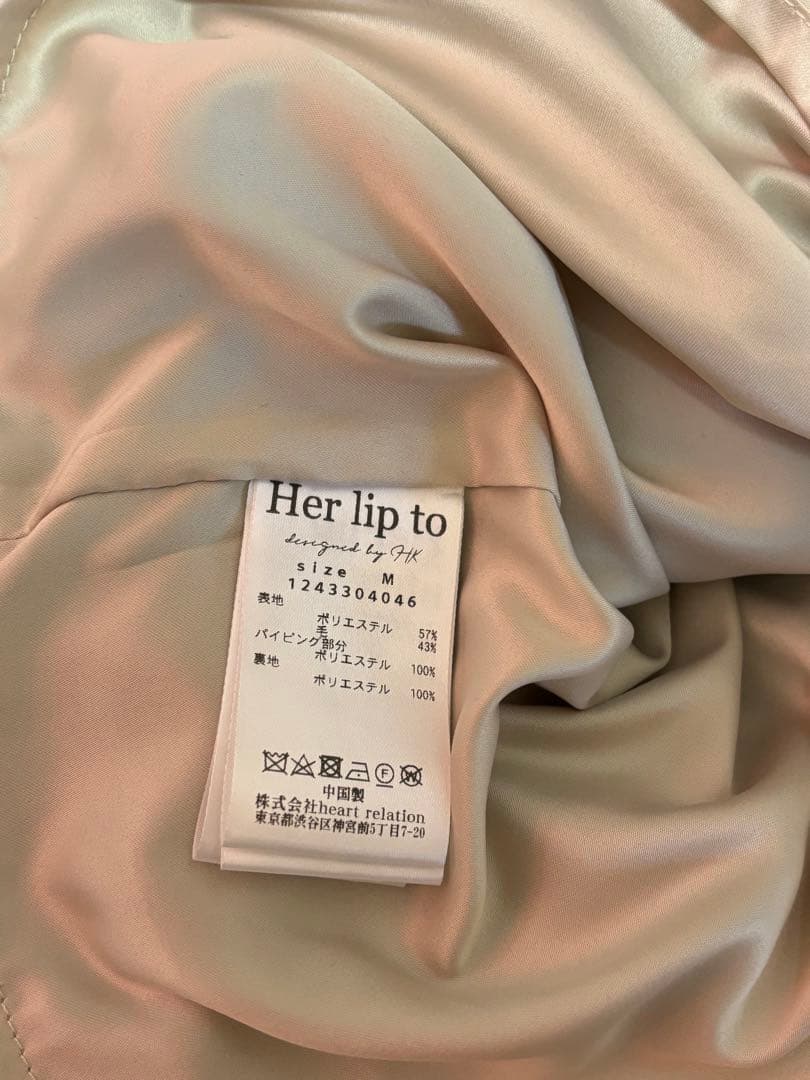 Her lip to
designed by HK
size M
1243304046
表地
ポリエステル 57%
毛 43%
パイピング部分
ポリエステル 100%
裏地
ポリエステル 100%
F W
中国製
株式会社heart relation
東京都渋谷区神宮前5丁目7-20